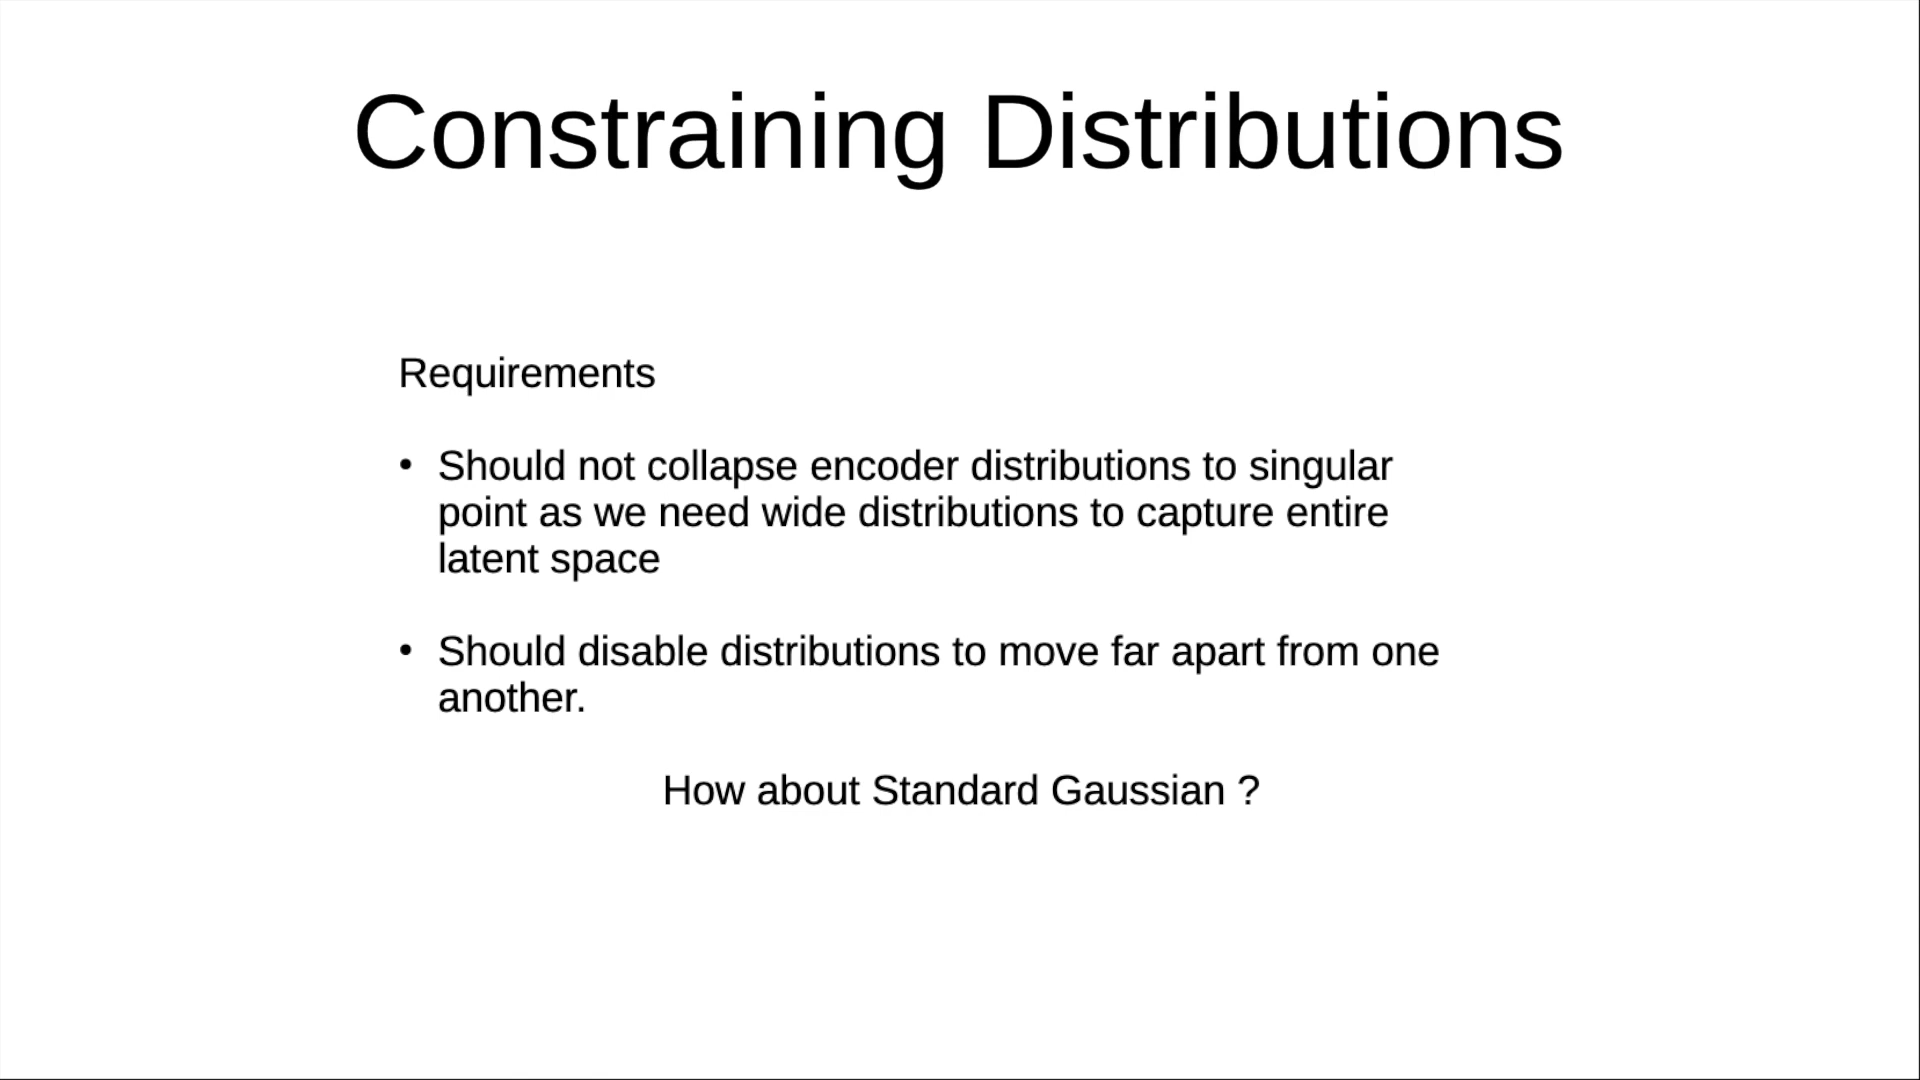 Constraining Distributions
Requirements
• Should not collapse encoder distributions to singular
point as we need wide distributions to capture entire
latent space
• Should disable distributions to move far apart from one
another.
How about Standard Gaussian ?